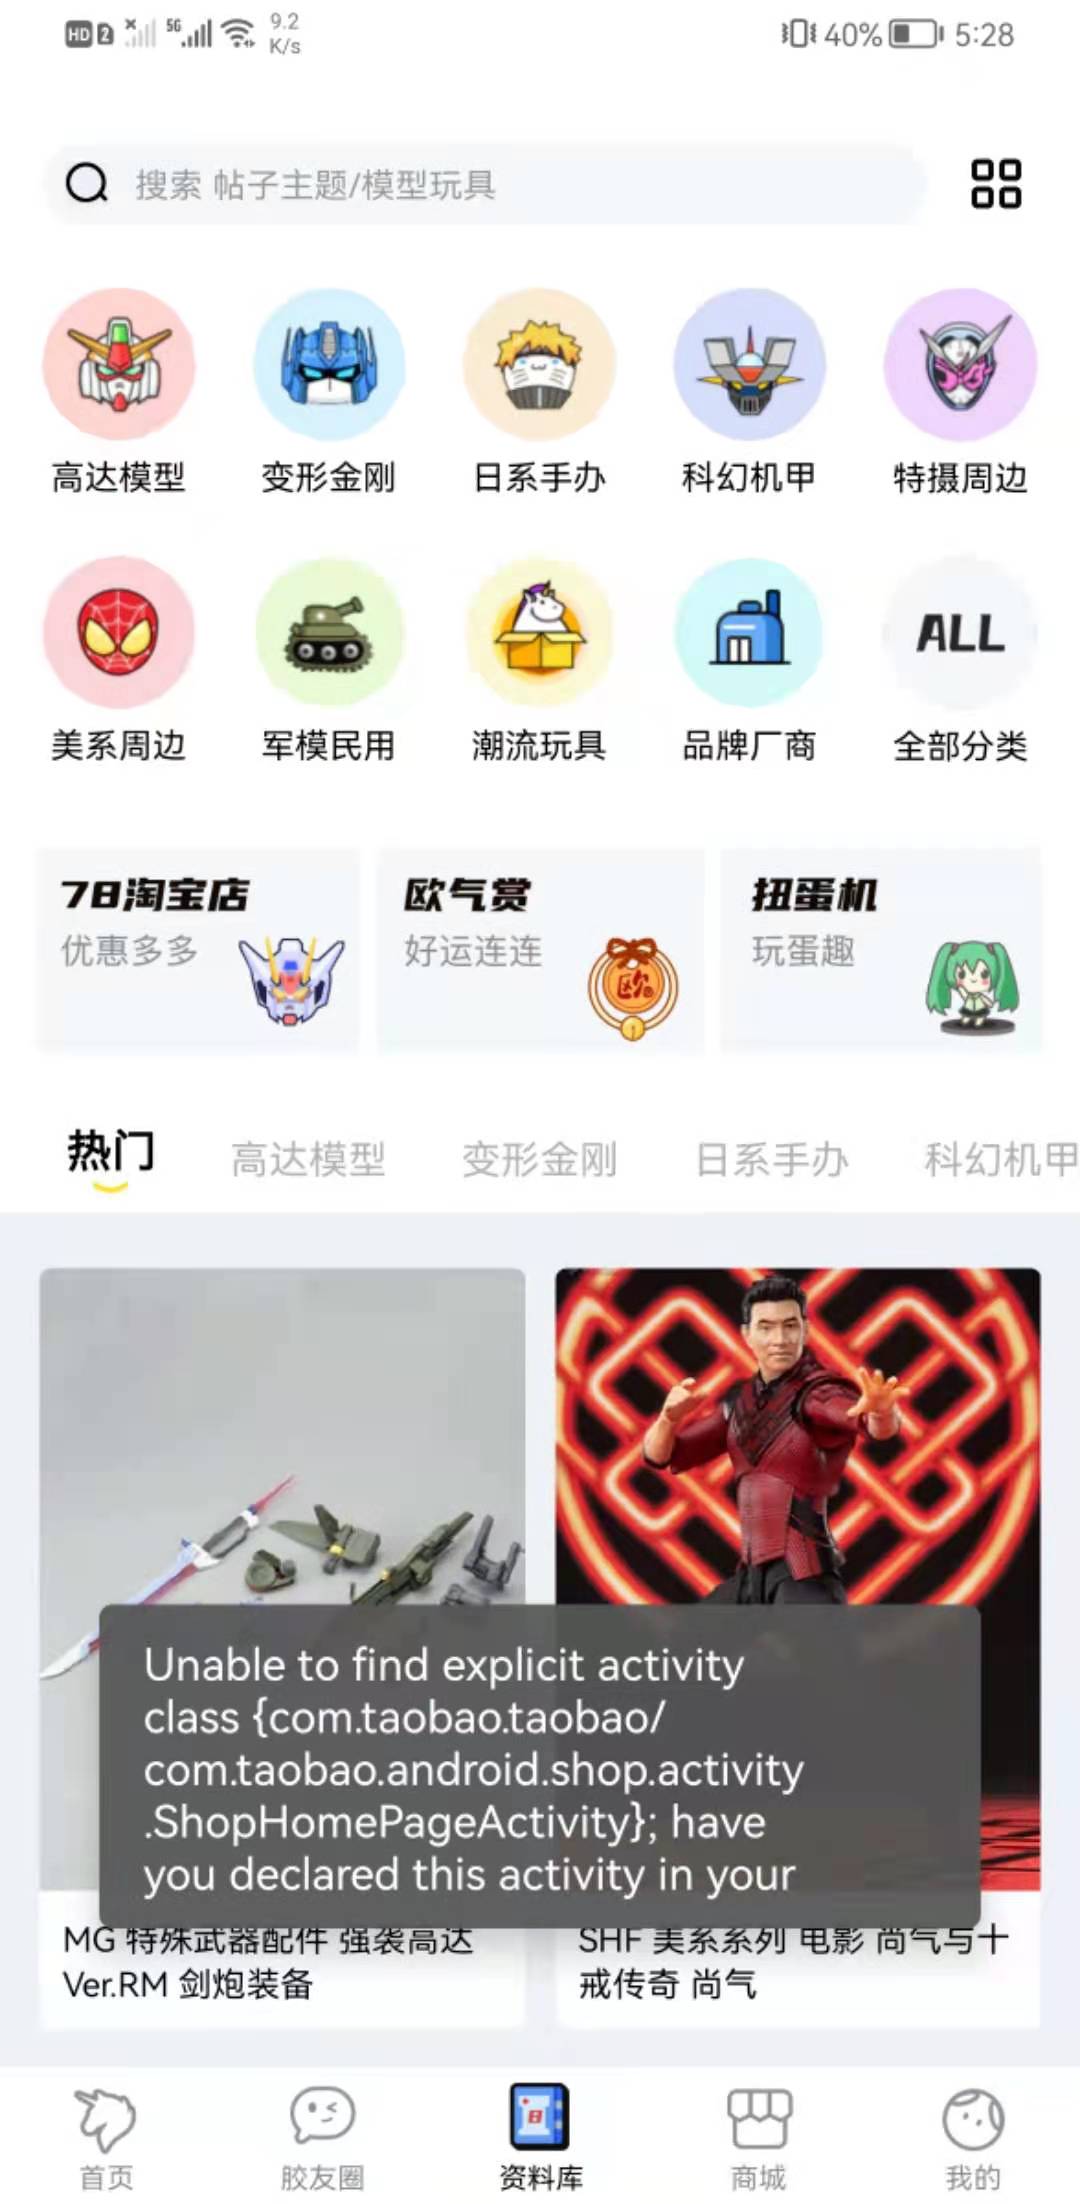 HD 2 5G 9.2 K/s 40% 5:28
搜索 帖子主题/模型玩具
高达模型 变形金刚 日系手办 科幻机甲 特摄周边
ALL
美系周边 军模民用 潮流玩具 品牌厂商 全部分类
78淘宝店 欧气赏 扭蛋机
优惠多多 好运连连 玩蛋趣
欧
热门 高达模型 变形金刚 日系手办 科幻机甲
Unable to find explicit activity
class {com.taobao.taobao/
com.taobao.android.shop.activity
.ShopHomePageActivity}; have
you declared this activity in your
MG 特殊武器配件 强袭高达
Ver.RM 剑炮装备
SHF 美系系列 电影 尚气与十
戒传奇 尚气
首页 胶友圈 资料库 商城 我的